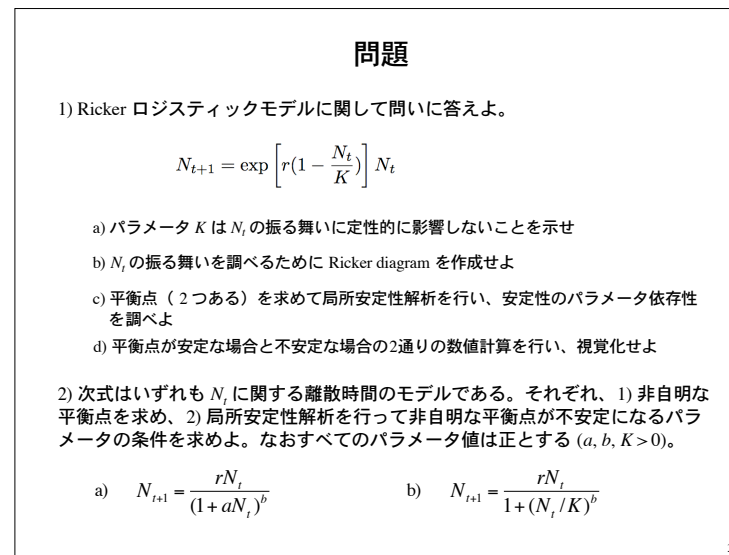 問題
1) Ricker ロジスティックモデルに関して問いに答えよ。
N_{t+1} = exp [ r(1 − N_t/K) ] N_t
a) パラメータ K は N_t の振る舞いに定性的に影響しないことを示せ
b) N_t の振る舞いを調べるために Ricker diagram を作成せよ
c) 平衡点（ 2 つある）を求めて局所安定性解析を行い、安定性のパラメータ依存性
を調べよ
d) 平衡点が安定な場合と不安定な場合の2通りの数値計算を行い、視覚化せよ
2) 次式はいずれも N_t に関する離散時間のモデルである。それぞれ、1) 非自明な
平衡点を求め、2) 局所安定性解析を行って非自明な平衡点が不安定になるパラ
メータの条件を求めよ。なおすべてのパラメータ値は正とする (a, b, K > 0)。
a) N_{t+1} = rN_t / (1 + aN_t)^b b) N_{t+1} = rN_t / 1 + (N_t / K)^b